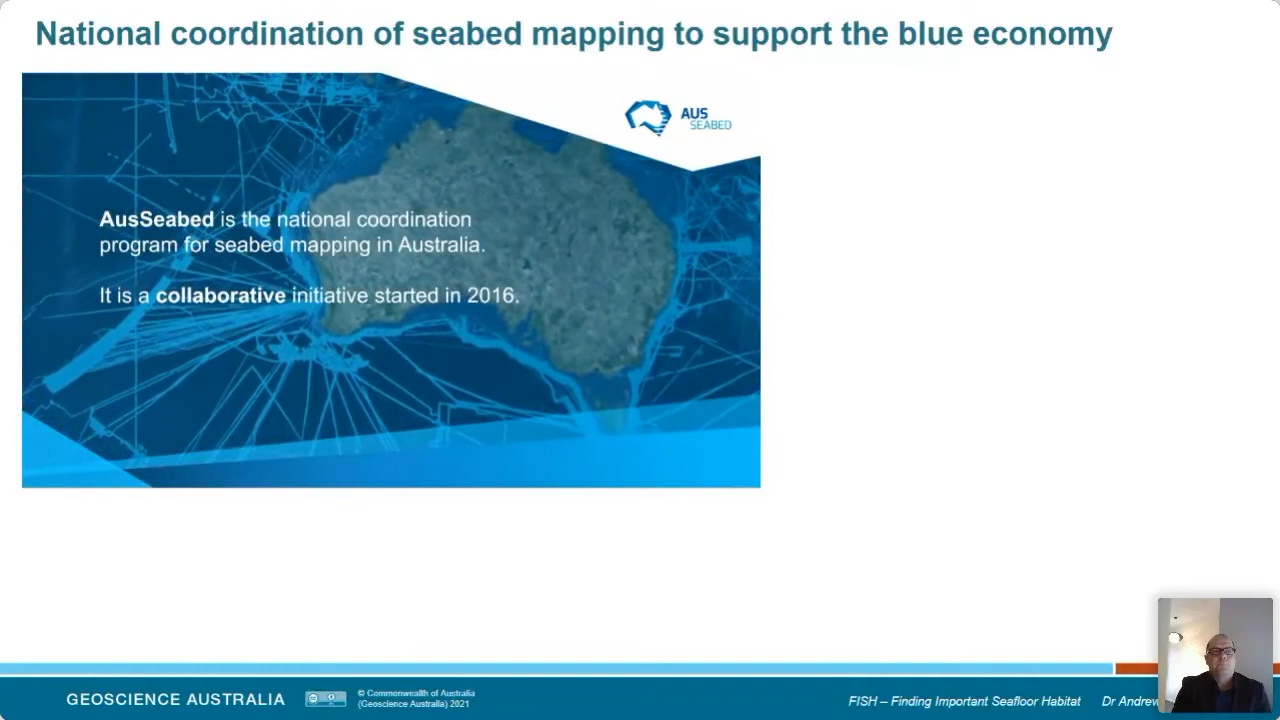 National coordination of seabed mapping to support the blue economy
AUS
SEABED
AusSeabed is the national coordination
program for seabed mapping in Australia.
It is a collaborative initiative started in 2016.
GEOSCIENCE AUSTRALIA
© Commonwealth of Australia
(Geoscience Australia) 2021
FISH – Finding Important Seafloor Habitat
Dr Andrew